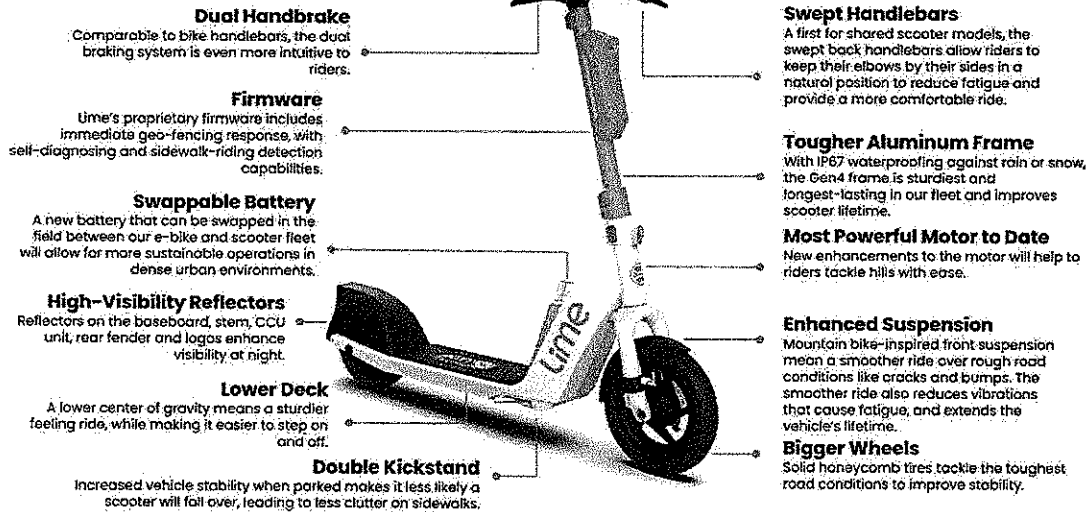 Dual Handbrake
Comparable to bike handlebars, the dual
braking system is even more intuitive to
riders.
Firmware
Lime's proprietary firmware includes
immediate geo-fencing response, with
self-diagnosing and sidewalk-riding detection
capabilities.
Swappable Battery
A new battery that can be swapped in the
field between our e-bike and scooter fleet
will allow for more sustainable operations in
dense urban environments.
High-Visibility Reflectors
Reflectors on the baseboard, stem, CCU
unit, rear fender and logos enhance
visibility at night.
Lower Deck
A lower center of gravity means a sturdier
feeling ride, while making it easier to step on
and off.
Double Kickstand
Increased vehicle stability when parked makes it less likely a
scooter will fall over, leading to less clutter on sidewalks.
Lime
Swept Handlebars
A first for shared scooter models, the
swept back handlebars allow riders to
keep their elbows by their sides in a
natural position to reduce fatigue and
provide a more comfortable ride.
Tougher Aluminum Frame
With IP67 waterproofing against rain or snow,
the Gen4 frame is sturdiest and
longest-lasting in our fleet and improves
scooter lifetime.
Most Powerful Motor to Date
New enhancements to the motor will help to
riders tackle hills with ease.
Enhanced Suspension
Mountain bike-inspired front suspension
mean a smoother ride over rough road
conditions like cracks and bumps. The
smoother ride also reduces vibrations
that cause fatigue, and extends the
vehicle's lifetime.
Bigger Wheels
Solid honeycomb tires tackle the toughest
road conditions to improve stability.